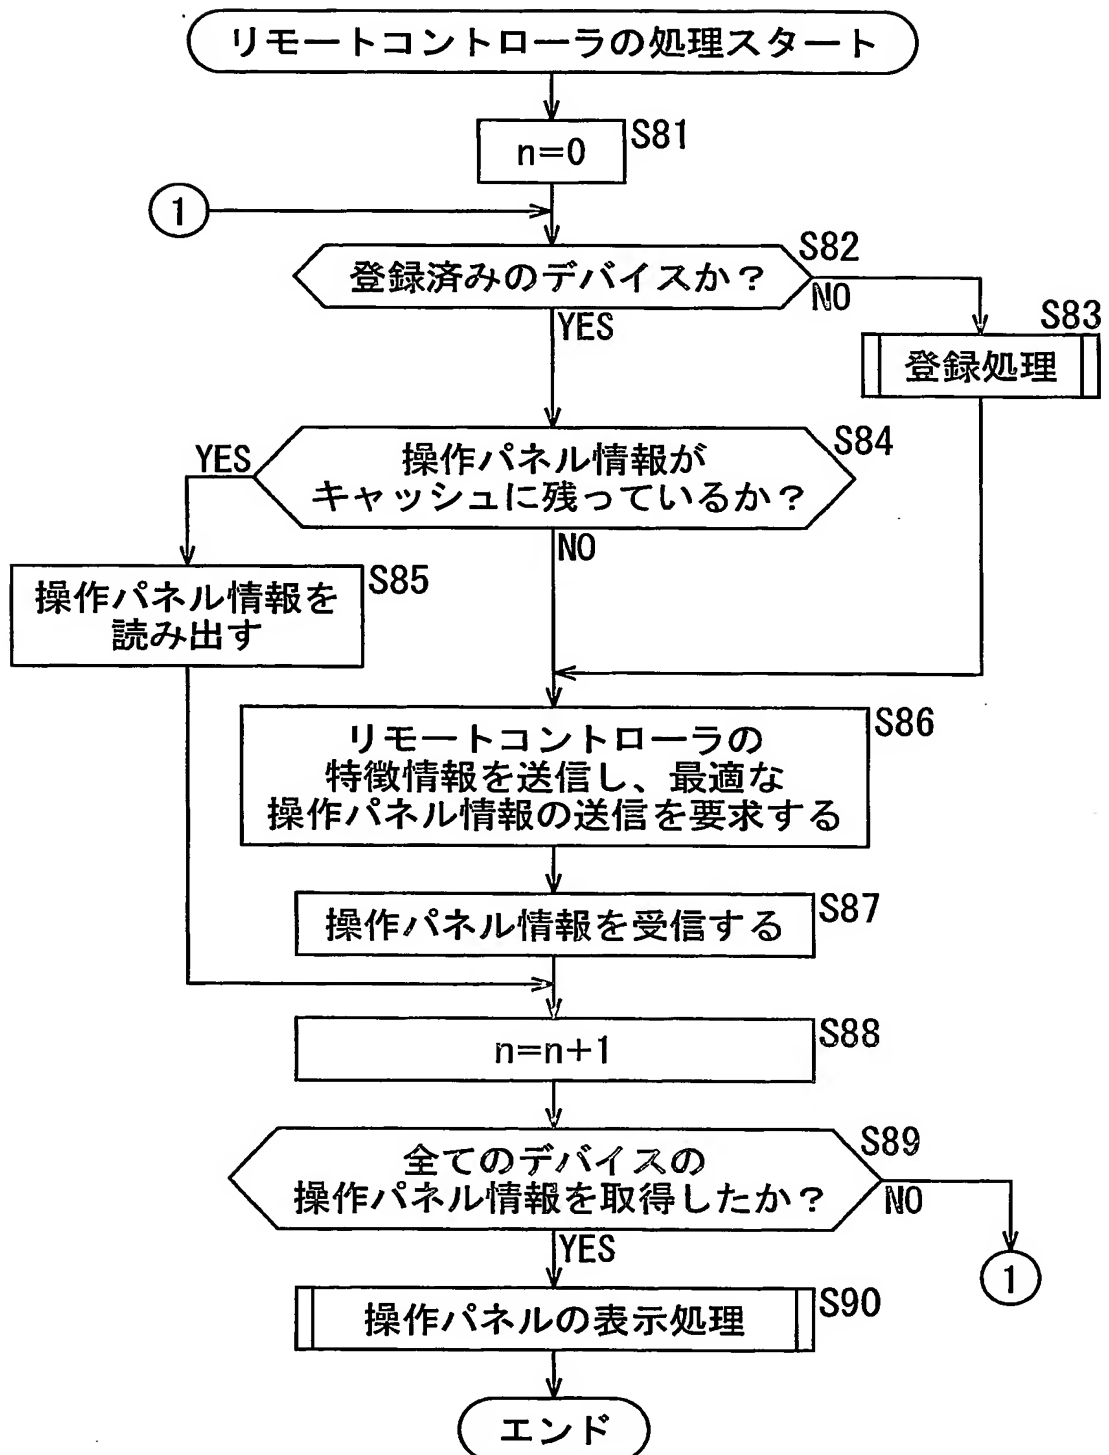 リモートコントローラの処理スタート
S81
n=0
①
S82
登録済みのデバイスか？
NO
YES
S83
登録処理
S84
YES
操作パネル情報が
キャッシュに残っているか？
NO
S85
操作パネル情報を
読み出す
S86
リモートコントローラの
特徴情報を送信し、最適な
操作パネル情報の送信を要求する
S87
操作パネル情報を受信する
S88
n=n+1
S89
全てのデバイスの
操作パネル情報を取得したか？
NO
YES
①
S90
操作パネルの表示処理
エンド